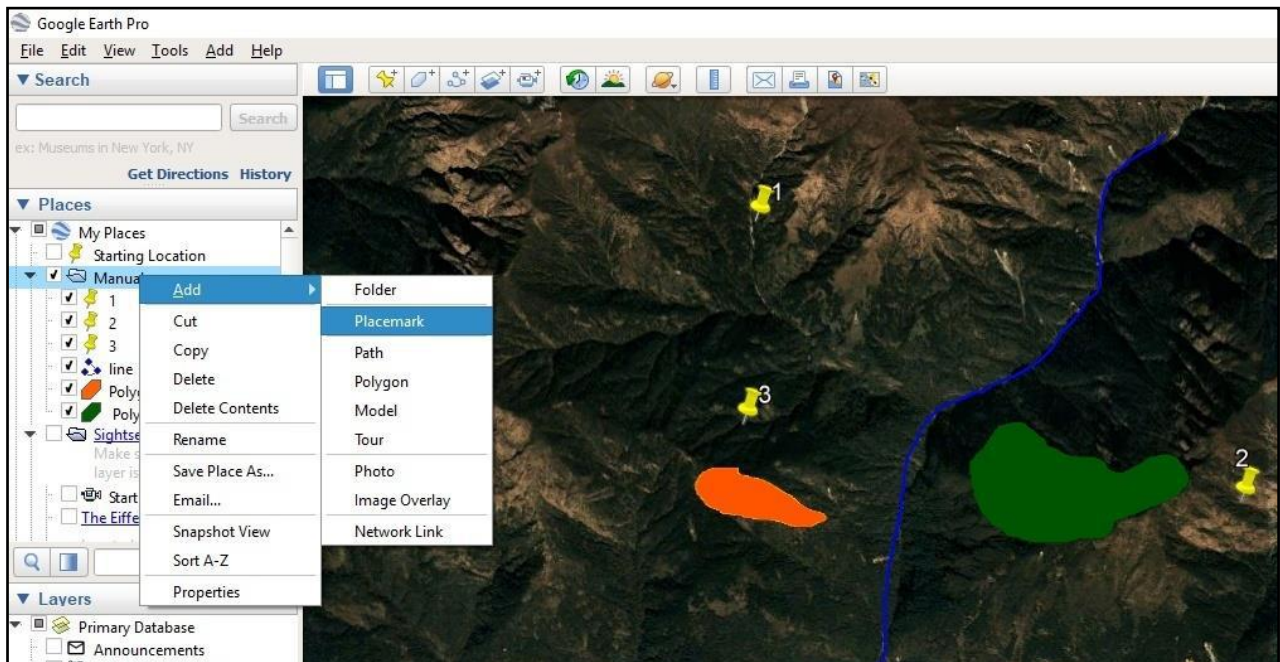 Google Earth Pro
File Edit View Tools Add Help
Search
Search
ex: Museums in New York, NY
Get Directions History
Places
My Places
Starting Location
Manua
1
2
3
line
Poly
Poly
Sightse
Make s
layer is
Start
The Eiffe
Add
Cut
Copy
Delete
Delete Contents
Rename
Save Place As...
Email...
Snapshot View
Sort A-Z
Properties
Folder
Placemark
Path
Polygon
Model
Tour
Photo
Image Overlay
Network Link
Layers
Primary Database
Announcements
1
3
2